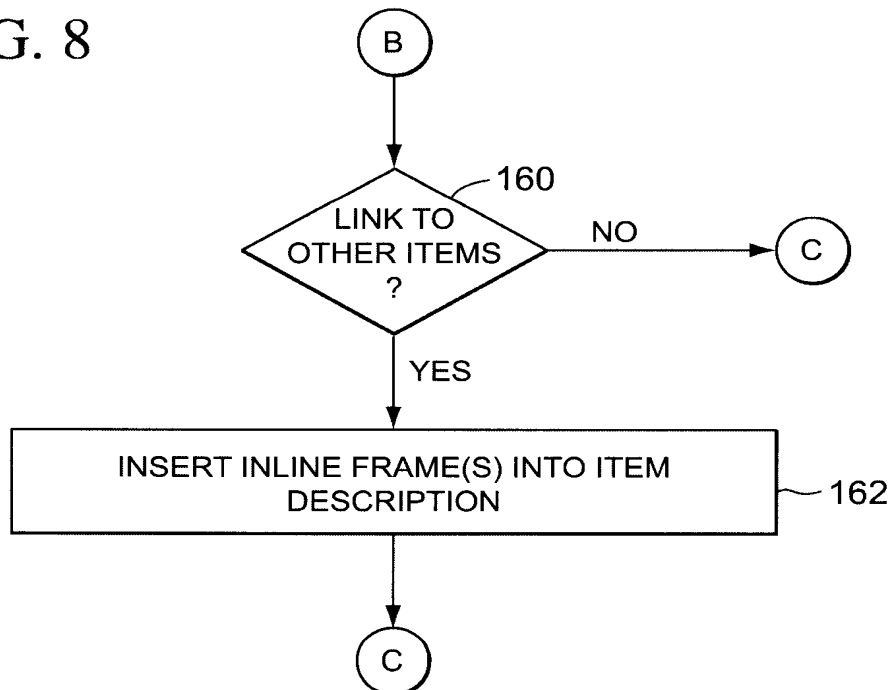 G. 8
B
160
LINK TO
OTHER ITEMS
?
NO
C
YES
INSERT INLINE FRAME(S) INTO ITEM
DESCRIPTION
162
C